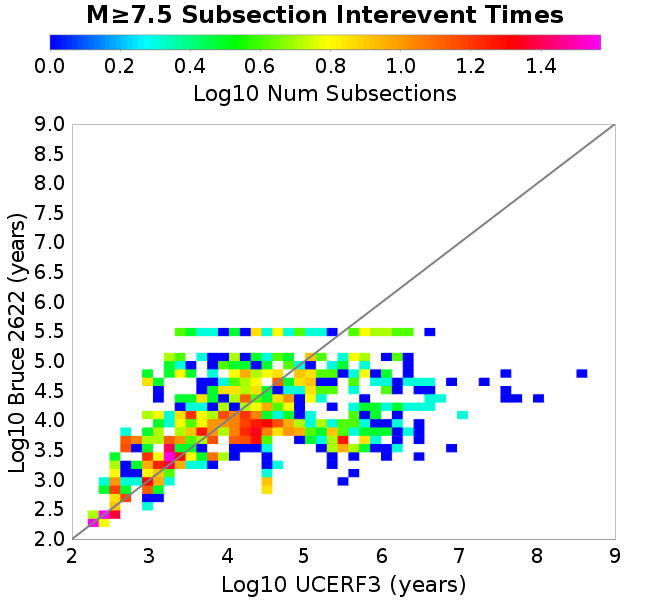 M≥7.5 Subsection Interevent Times
0.0 0.2 0.4 0.6 0.8 1.0 1.2 1.4
Log10 Num Subsections
9.0
8.5
8.0
7.5
7.0
6.5
6.0
5.5
5.0
4.5
4.0
3.5
3.0
2.5
2.0
Log10 Bruce 2622 (years)
2 3 4 5 6 7 8 9
Log10 UCERF3 (years)